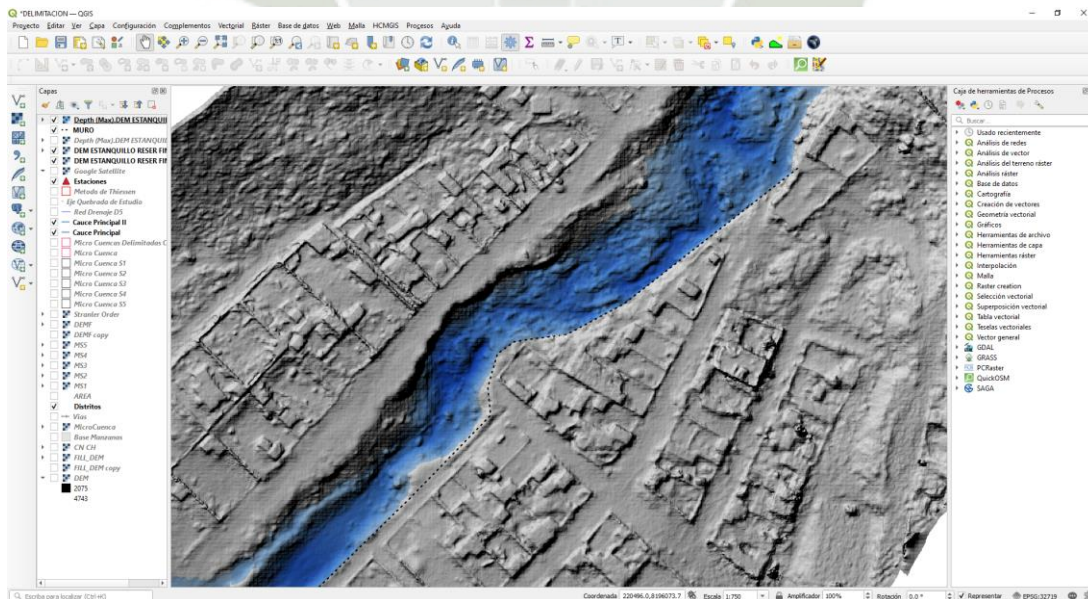 *DELIMITACION — QGIS
Proyecto Editar Ver Capa Configuración Complementos Vectorial Ráster Base de datos Web Malla HCMGIS Procesos Ayuda
Capas
Depth (Max).DEM ESTANQUIL
MURO
Depth (Max).DEM ESTANQUIL
DEM ESTANQUILLO RESER FIN
DEM ESTANQUILLO RESER FIN
Google Satellite
Estaciones
Metodo de Thiessen
Eje Quebrada de Estudio
Red Drenaje D5
Cauce Principal II
Cauce Principal
Micro Cuencas Delimitadas C
Micro Cuenca
Micro Cuenca S1
Micro Cuenca S2
Micro Cuenca S3
Micro Cuenca S4
Micro Cuenca S5
Stranler Order
DEMF
DEMF copy
MS5
MS4
MS3
MS2
MS1
AREA
Distritos
Vias
MicroCuenca
Base Manzanas
CN CH
FILL_DEM
FILL_DEM copy
DEM
2075
4743
Caja de herramientas de Procesos
Buscar...
Usado recientemente
Análisis de redes
Análisis de vector
Análisis del terreno ráster
Análisis ráster
Base de datos
Cartografía
Creación de vectores
Geometría vectorial
Gráficos
Herramientas de archivo
Herramientas de capa
Herramientas ráster
Interpolación
Malla
Raster creation
Selección vectorial
Superposición vectorial
Tabla vectorial
Teselas vectoriales
Vector general
GDAL
GRASS
PCRaster
QuickOSM
SAGA
Escriba para localizar (Ctrl+K)
Coordenada 220496.0,8196073.7 Escala 1:750 Amplificador 100% Rotación 0.0 ° Representar EPSG:32719